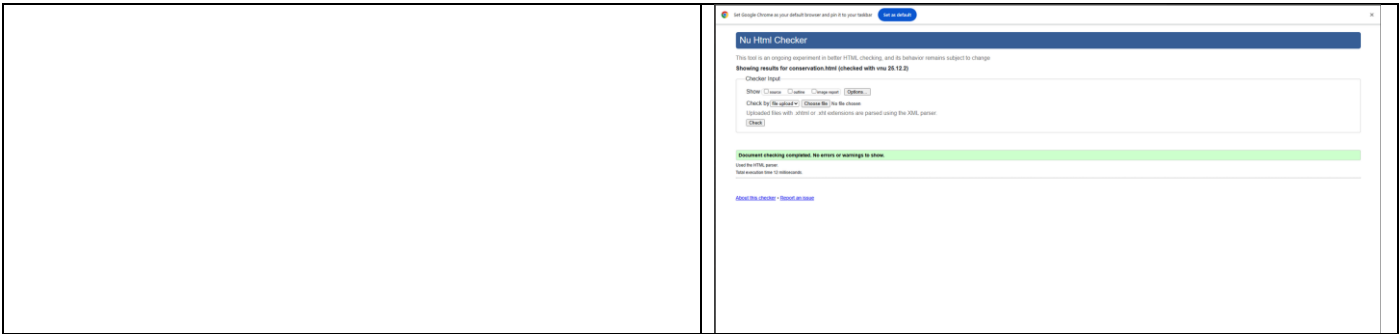 Set Google Chrome as your default browser and pin it to your taskbar Set as default
Nu Html Checker
This tool is an ongoing experiment in better HTML checking, and its behavior remains subject to change
Showing results for conservation.html (checked with vnu 25.12.2)
Checker Input
Show source outline image report Options...
Check by file upload Choose file No file chosen
Uploaded files with .xhtml or .xht extensions are parsed using the XML parser.
Check
Document checking completed. No errors or warnings to show.
Used the HTML parser.
Total execution time 12 milliseconds.
About this checker • Report an issue